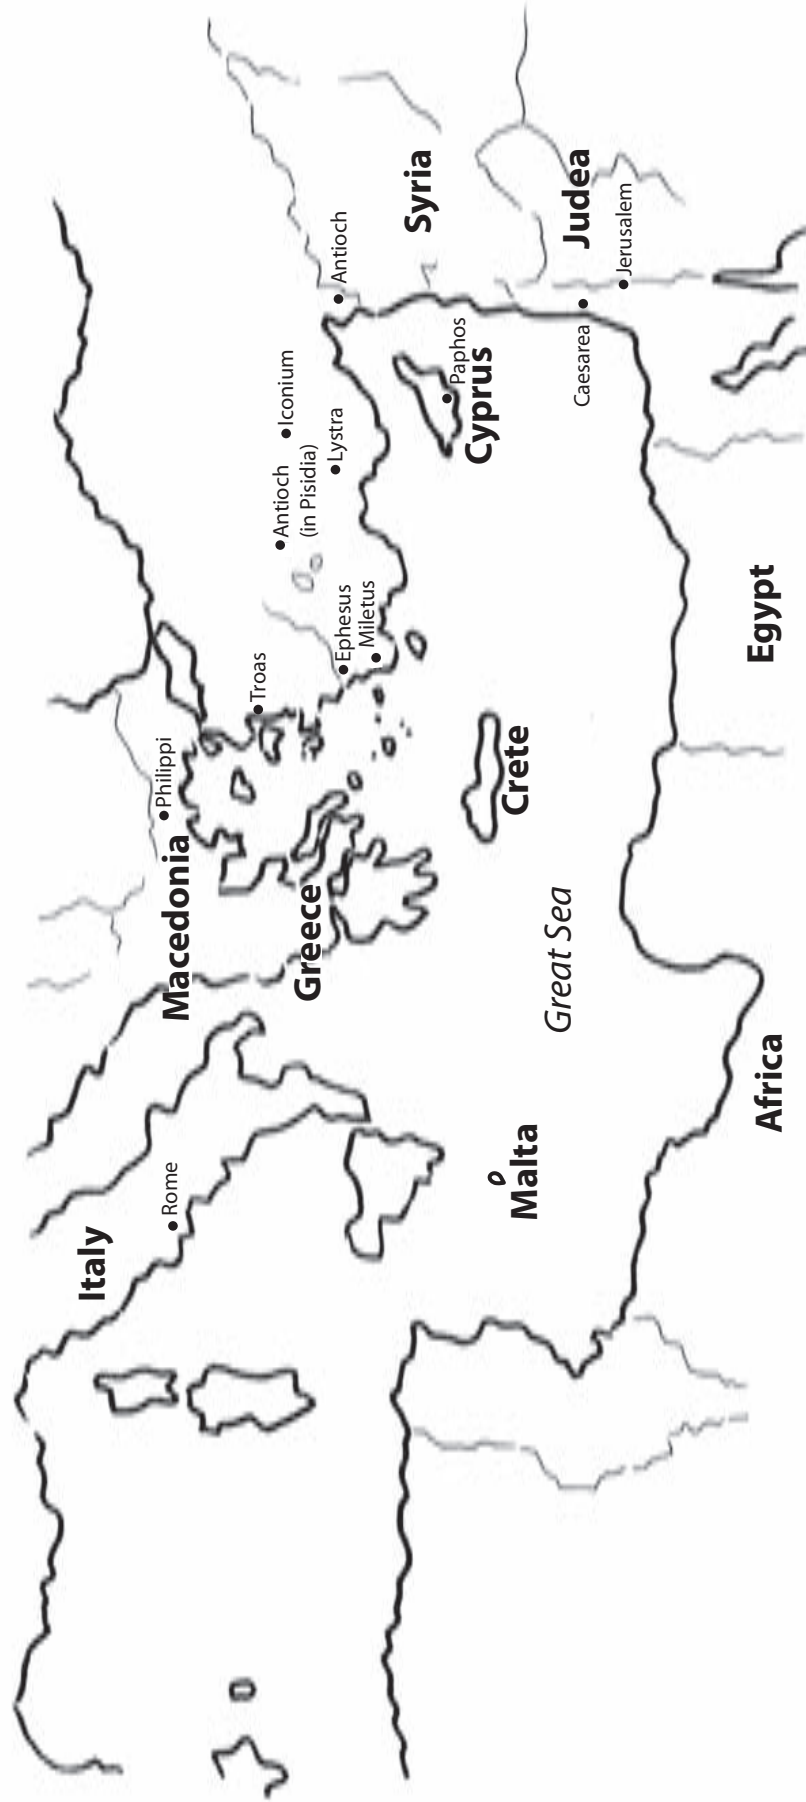 Italy
Rome
Macedonia
Philippi
Greece
Troas
Ephesus
Miletus
Antioch
(in Pisidia)
Iconium
Lystra
Antioch
Syria
Cyprus
Paphos
Crete
Malta
Great Sea
Caesarea
Judea
Jerusalem
Egypt
Africa